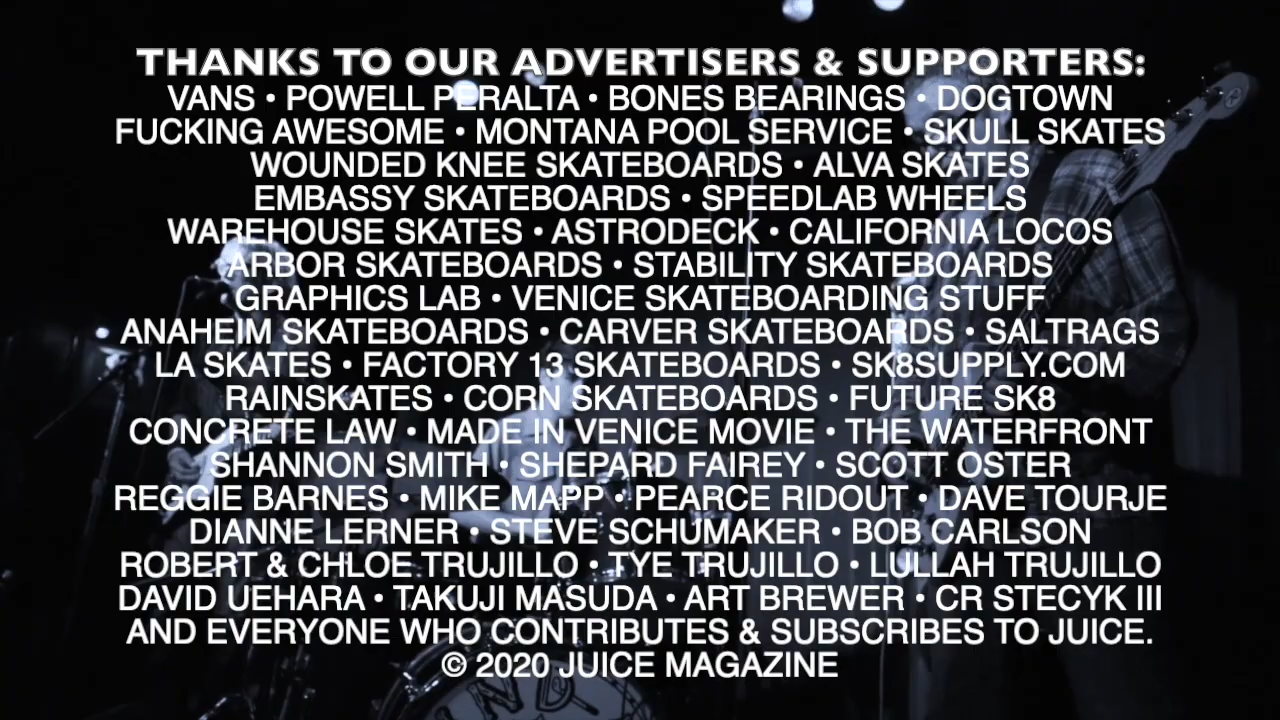 THANKS TO OUR ADVERTISERS & SUPPORTERS:
VANS • POWELL PERALTA • BONES BEARINGS • DOGTOWN
FUCKING AWESOME • MONTANA POOL SERVICE • SKULL SKATES
WOUNDED KNEE SKATEBOARDS • ALVA SKATES
EMBASSY SKATEBOARDS • SPEEDLAB WHEELS
WAREHOUSE SKATES • ASTRODECK • CALIFORNIA LOCOS
ARBOR SKATEBOARDS • STABILITY SKATEBOARDS
GRAPHICS LAB • VENICE SKATEBOARDING STUFF
ANAHEIM SKATEBOARDS • CARVER SKATEBOARDS • SALTRAGS
LA SKATES • FACTORY 13 SKATEBOARDS • SK8SUPPLY.COM
RAINSKATES • CORN SKATEBOARDS • FUTURE SK8
CONCRETE LAW • MADE IN VENICE MOVIE • THE WATERFRONT
SHANNON SMITH • SHEPARD FAIREY • SCOTT OSTER
REGGIE BARNES • MIKE MAPP • PEARCE RIDOUT • DAVE TOURJE
DIANNE LERNER • STEVE SCHUMAKER • BOB CARLSON
ROBERT & CHLOE TRUJILLO • TYE TRUJILLO • LULLAH TRUJILLO
DAVID UEHARA • TAKUJI MASUDA • ART BREWER • CR STECYK III
AND EVERYONE WHO CONTRIBUTES & SUBSCRIBES TO JUICE.
© 2020 JUICE MAGAZINE